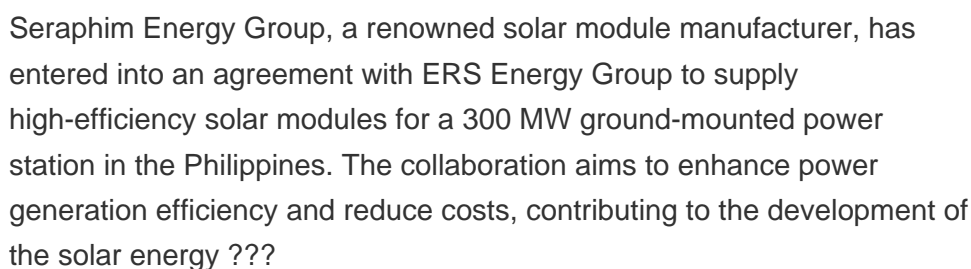 Seraphim Energy Group, a renowned solar module manufacturer, has
entered into an agreement with ERS Energy Group to supply
high-efficiency solar modules for a 300 MW ground-mounted power
station in the Philippines. The collaboration aims to enhance power
generation efficiency and reduce costs, contributing to the development of
the solar energy ???